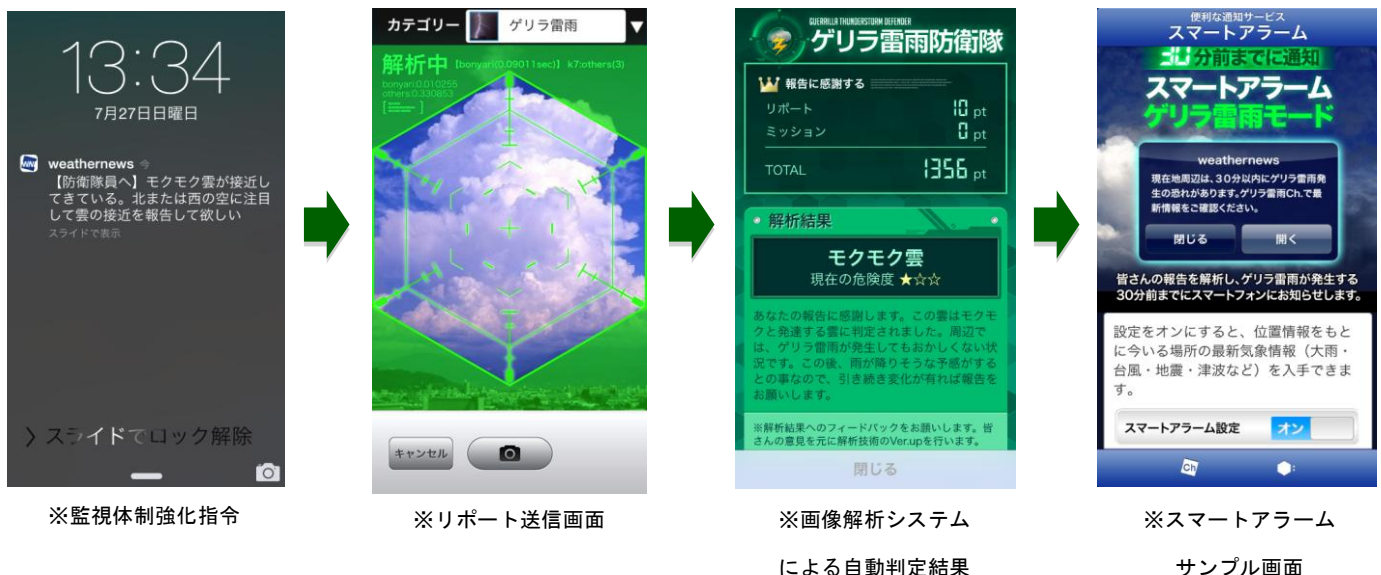 13:34
7月27日日曜日
weathernews 今
【防衛隊員へ】モクモク雲が接近し
てきている。北または西の空に注目
して雲の接近を報告して欲しい
スライドで表示
スライドでロック解除
※監視体制強化指令
カテゴリー ゲリラ雷雨 ▼
解析中 [bonyari(0.09011sec)] k7:others(3)
bonyari:0.010255
others:0.330853
キャンセル
※リポート送信画面
GUERRILLA THUNDERSTORM DEFENDER
ゲリラ雷雨防衛隊
報告に感謝する
リポート 10 pt
ミッション 0 pt
TOTAL 1356 pt
解析結果
モクモク雲
現在の危険度 ★☆☆
あなたの報告に感謝します。この雲はモクモ
クと発達する雲に判定されました。周辺で
は、ゲリラ雷雨が発生してもおかしくない状
況です。この後、雨が降りそうな予感がする
との事なので、引き続き変化が有れば報告を
お願いします。
※解析結果へのフィードバックをお願いします。皆
さんの意見を元に解析技術のVer.upを行います。
閉じる
※画像解析システム
による自動判定結果
便利な通知サービス
スマートアラーム
30分前までに通知
スマートアラーム
ゲリラ雷雨モード
weathernews
現在地周辺は、30分以内にゲリラ雷雨発
生の恐れがあります。ゲリラ雷雨Ch.で最
新情報をご確認ください。
閉じる 開く
皆さんの報告を解析し、ゲリラ雷雨が発生する
30分前までにスマートフォンにお知らせします。
設定をオンにすると、位置情報をもと
に今いる場所の最新気象情報（大雨・
台風・地震・津波など）を入手できま
す。
スマートアラーム設定 オン
Ch
※スマートアラーム
サンプル画面